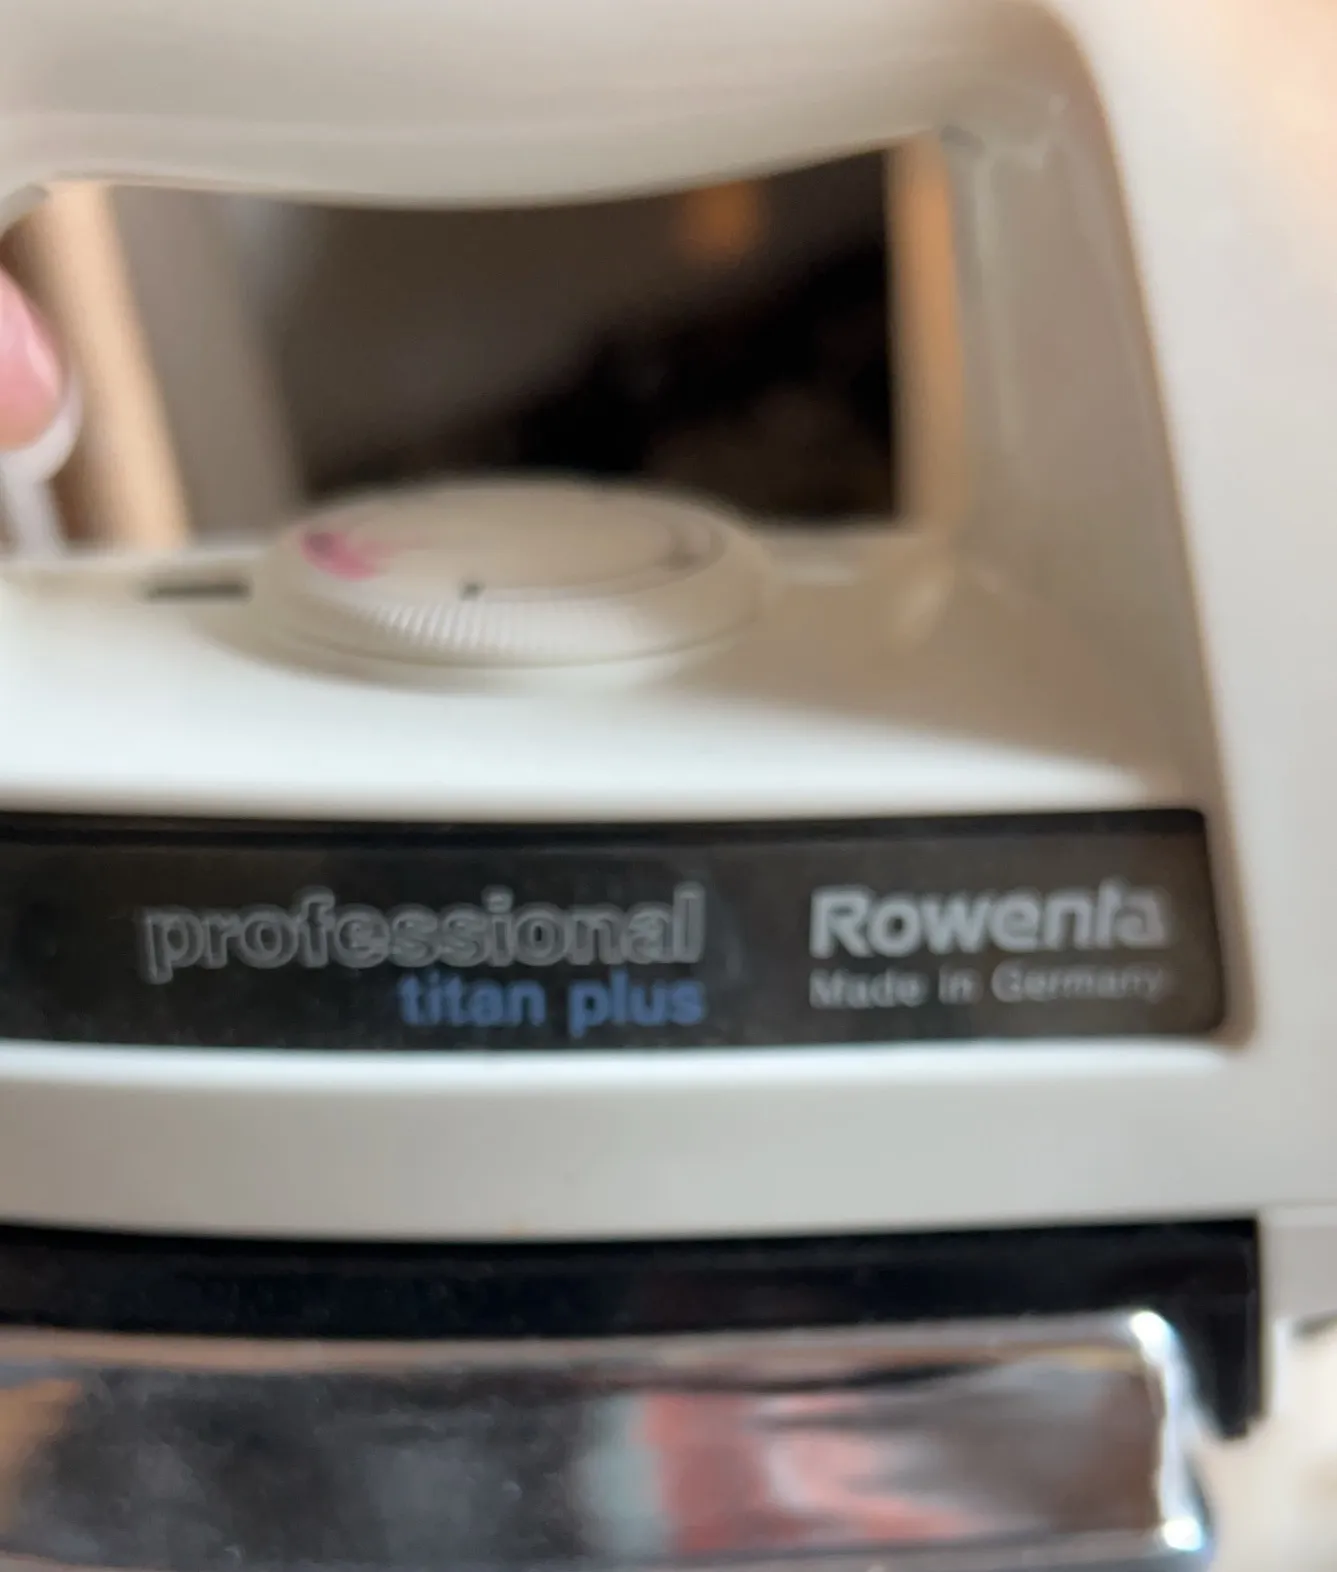 professional
titan plus
Rowenta
Made in Germany